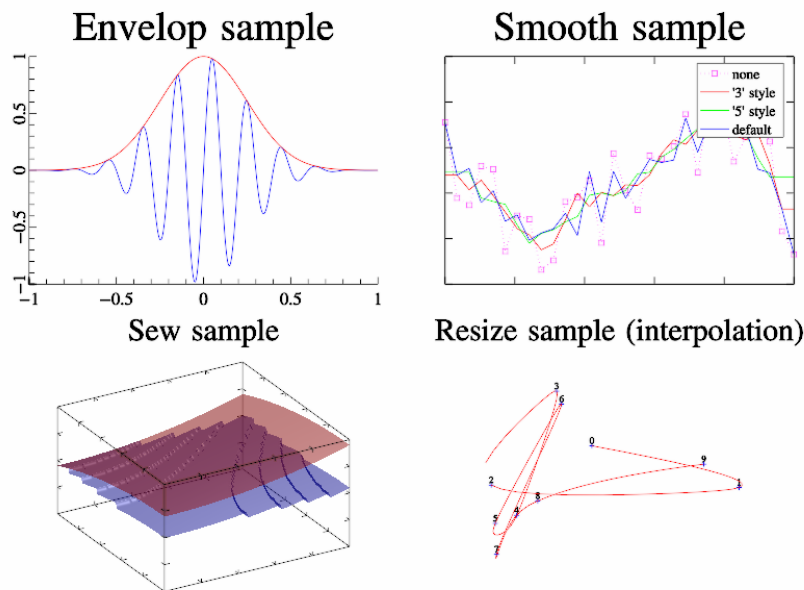 Envelop sample
1
0.5
0
−0.5
−1
−1
−0.5
0
0.5
1
Smooth sample
none
'3' style
'5' style
default
Sew sample
Resize sample (interpolation)
3
6
0
9
2
1
8
4
5
7